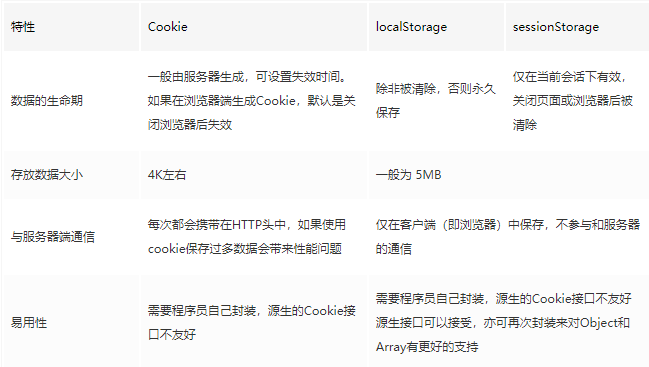 特性 Cookie localStorage sessionStorage
数据的生命期
一般由服务器生成，可设置失效时间。
如果在浏览器端生成Cookie，默认是关
闭浏览器后失效
除非被清除，否则永久
保存
仅在当前会话下有效，
关闭页面或浏览器后被
清除
存放数据大小 4K左右 一般为 5MB
与服务器端通信
每次都会携带在HTTP头中，如果使用
cookie保存过多数据会带来性能问题
仅在客户端（即浏览器）中保存，不参与和服务器
的通信
易用性
需要程序员自己封装，源生的Cookie接
口不友好
需要程序员自己封装，源生的Cookie接口不友好
源生接口可以接受，亦可再次封装来对Object和
Array有更好的支持